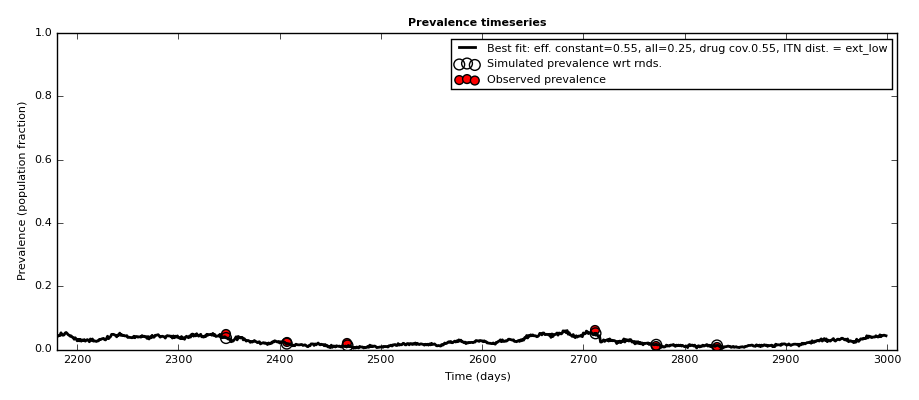 Prevalence timeseries
Best fit: eff. constant=0.55, all=0.25, drug cov.0.55, ITN dist. = ext_low
Simulated prevalence wrt rnds.
Observed prevalence
Prevalence (population fraction)
1.0
0.8
0.6
0.4
0.2
0.0
2200 2300 2400 2500 2600 2700 2800 2900 3000
Time (days)